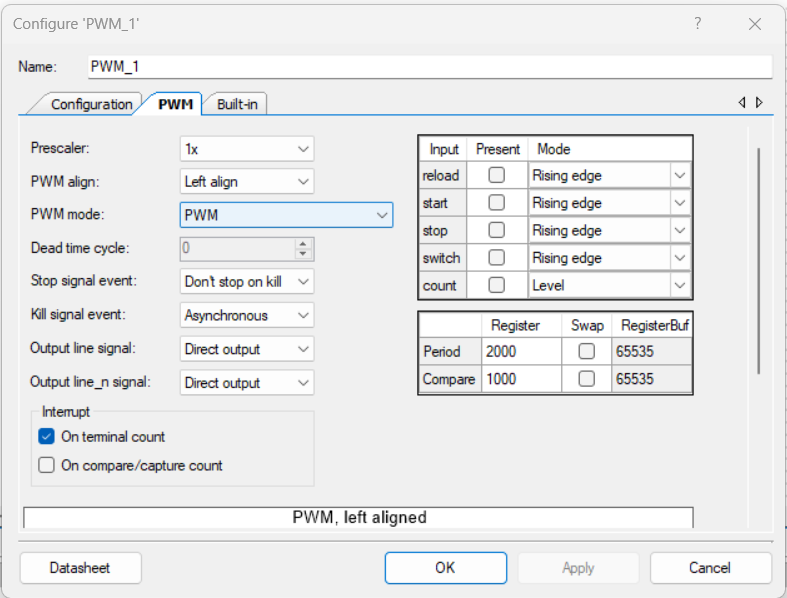 Configure 'PWM_1'
?
Name: PWM_1
Configuration PWM Built-in
Prescaler: 1x
PWM align: Left align
PWM mode: PWM
Dead time cycle: 0
Stop signal event: Don't stop on kill
Kill signal event: Asynchronous
Output line signal: Direct output
Output line_n signal: Direct output
Interrupt
On terminal count
On compare/capture count
Input Present Mode
reload Rising edge
start Rising edge
stop Rising edge
switch Rising edge
count Level
Register Swap RegisterBuf
Period 2000 65535
Compare 1000 65535
PWM, left aligned
Datasheet OK Apply Cancel